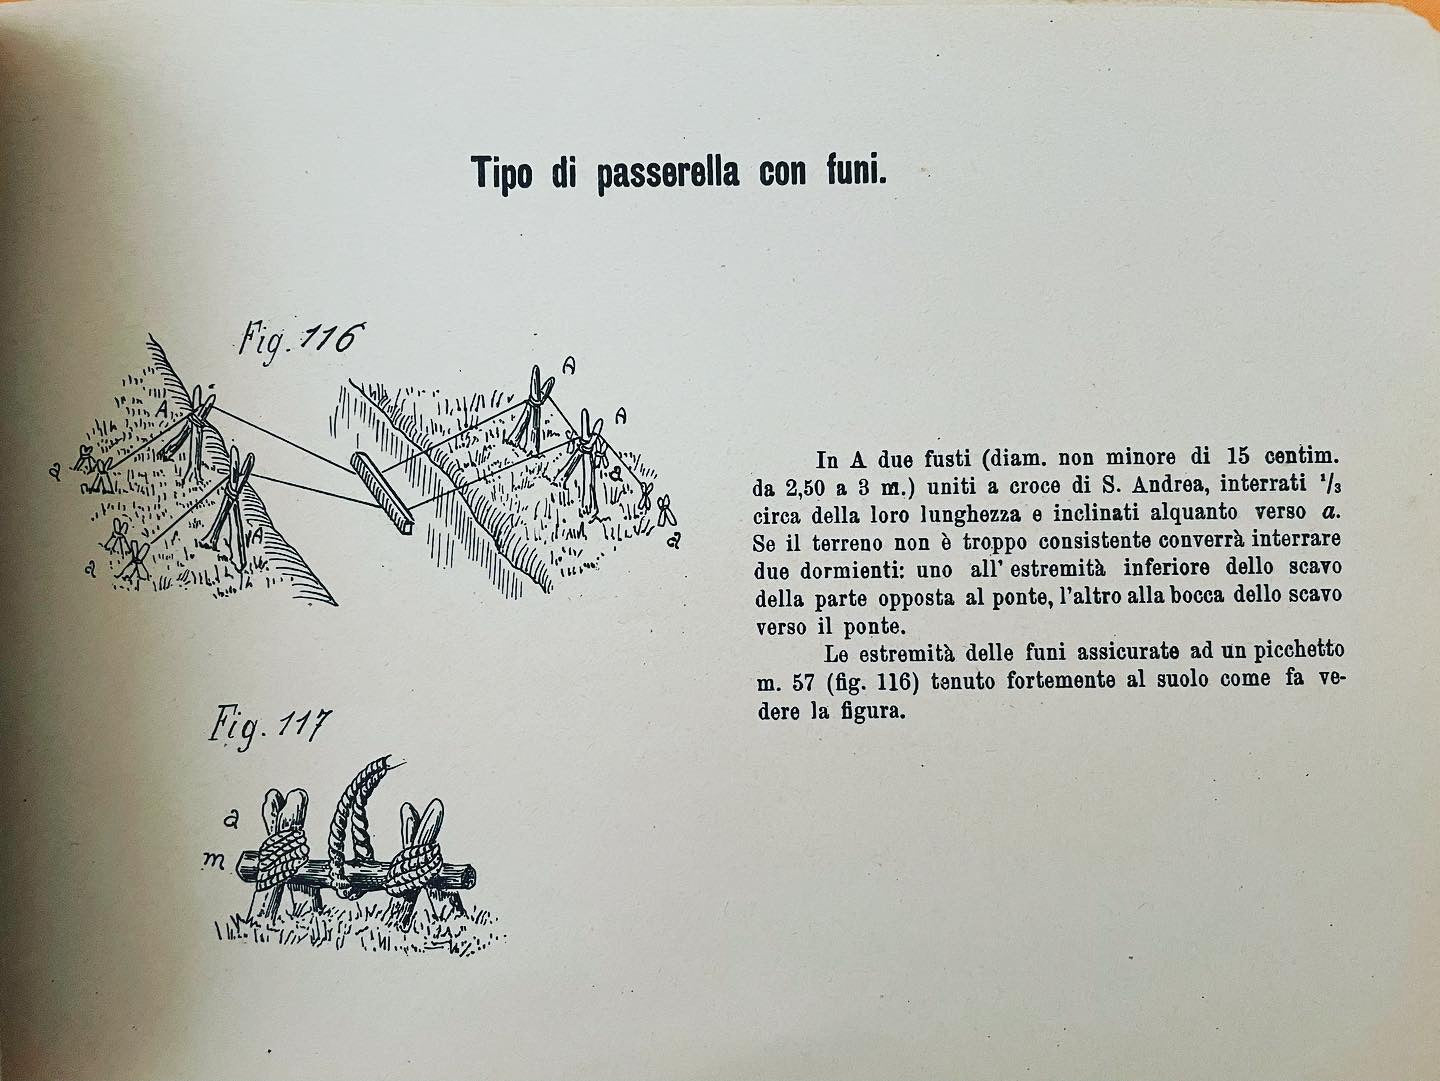 Tipo di passerella con funi.
Fig. 116
A
A
A
A
a
a
a
a
In A due fusti (diam. non minore di 15 centim.
da 2,50 a 3 m.) uniti a croce di S. Andrea, interrati 1/3
circa della loro lunghezza e inclinati alquanto verso a.
Se il terreno non è troppo consistente converrà interrare
due dormienti: uno all' estremità inferiore dello scavo
della parte opposta al ponte, l'altro alla bocca dello scavo
verso il ponte.
Le estremità delle funi assicurate ad un picchetto
m. 57 (fig. 116) tenuto fortemente al suolo come fa ve-
dere la figura.
Fig. 117
a
m